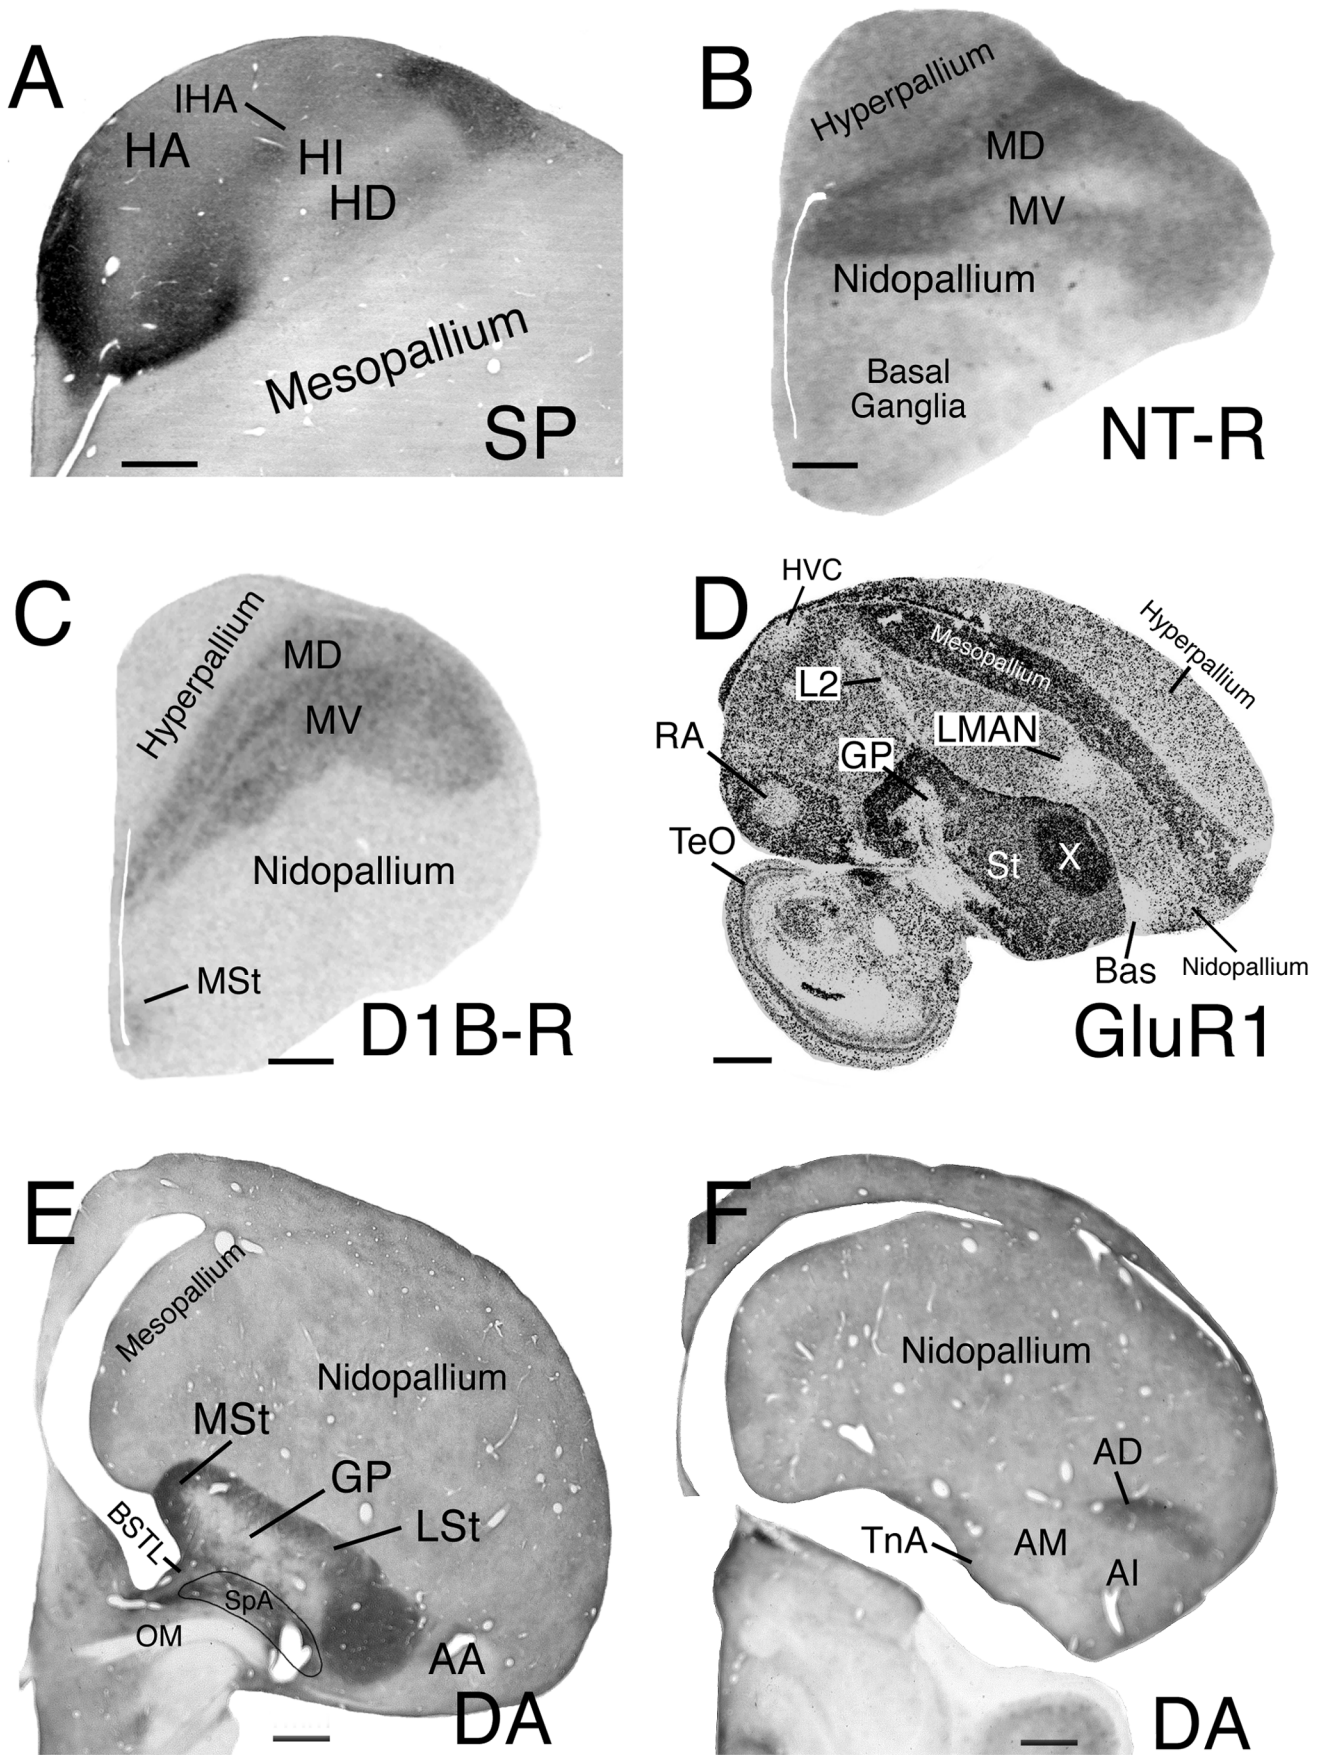 A
IHA
HA
HI
HD
Mesopallium
SP
B
Hyperpallium
MD
MV
Nidopallium
Basal
Ganglia
NT-R
C
Hyperpallium
MD
MV
Nidopallium
MSt
D1B-R
D
HVC
Mesopallium
Hyperpallium
L2
LMAN
RA
GP
TeO
St
X
Bas
Nidopallium
GluR1
E
Mesopallium
Nidopallium
MSt
GP
LSt
BSTL
SpA
OM
AA
DA
F
Nidopallium
AD
TnA
AM
AI
DA